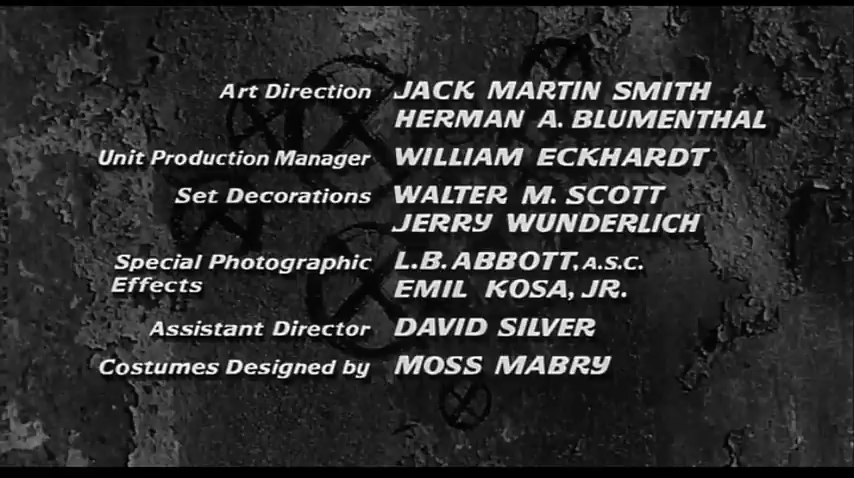 Art Direction JACK MARTIN SMITH
HERMAN A. BLUMENTHAL
Unit Production Manager WILLIAM ECKHARDT
Set Decorations WALTER M. SCOTT
JERRY WUNDERLICH
Special Photographic L.B. ABBOTT, A.S.C.
Effects EMIL KOSA, JR.
Assistant Director DAVID SILVER
Costumes Designed by MOSS MABRY